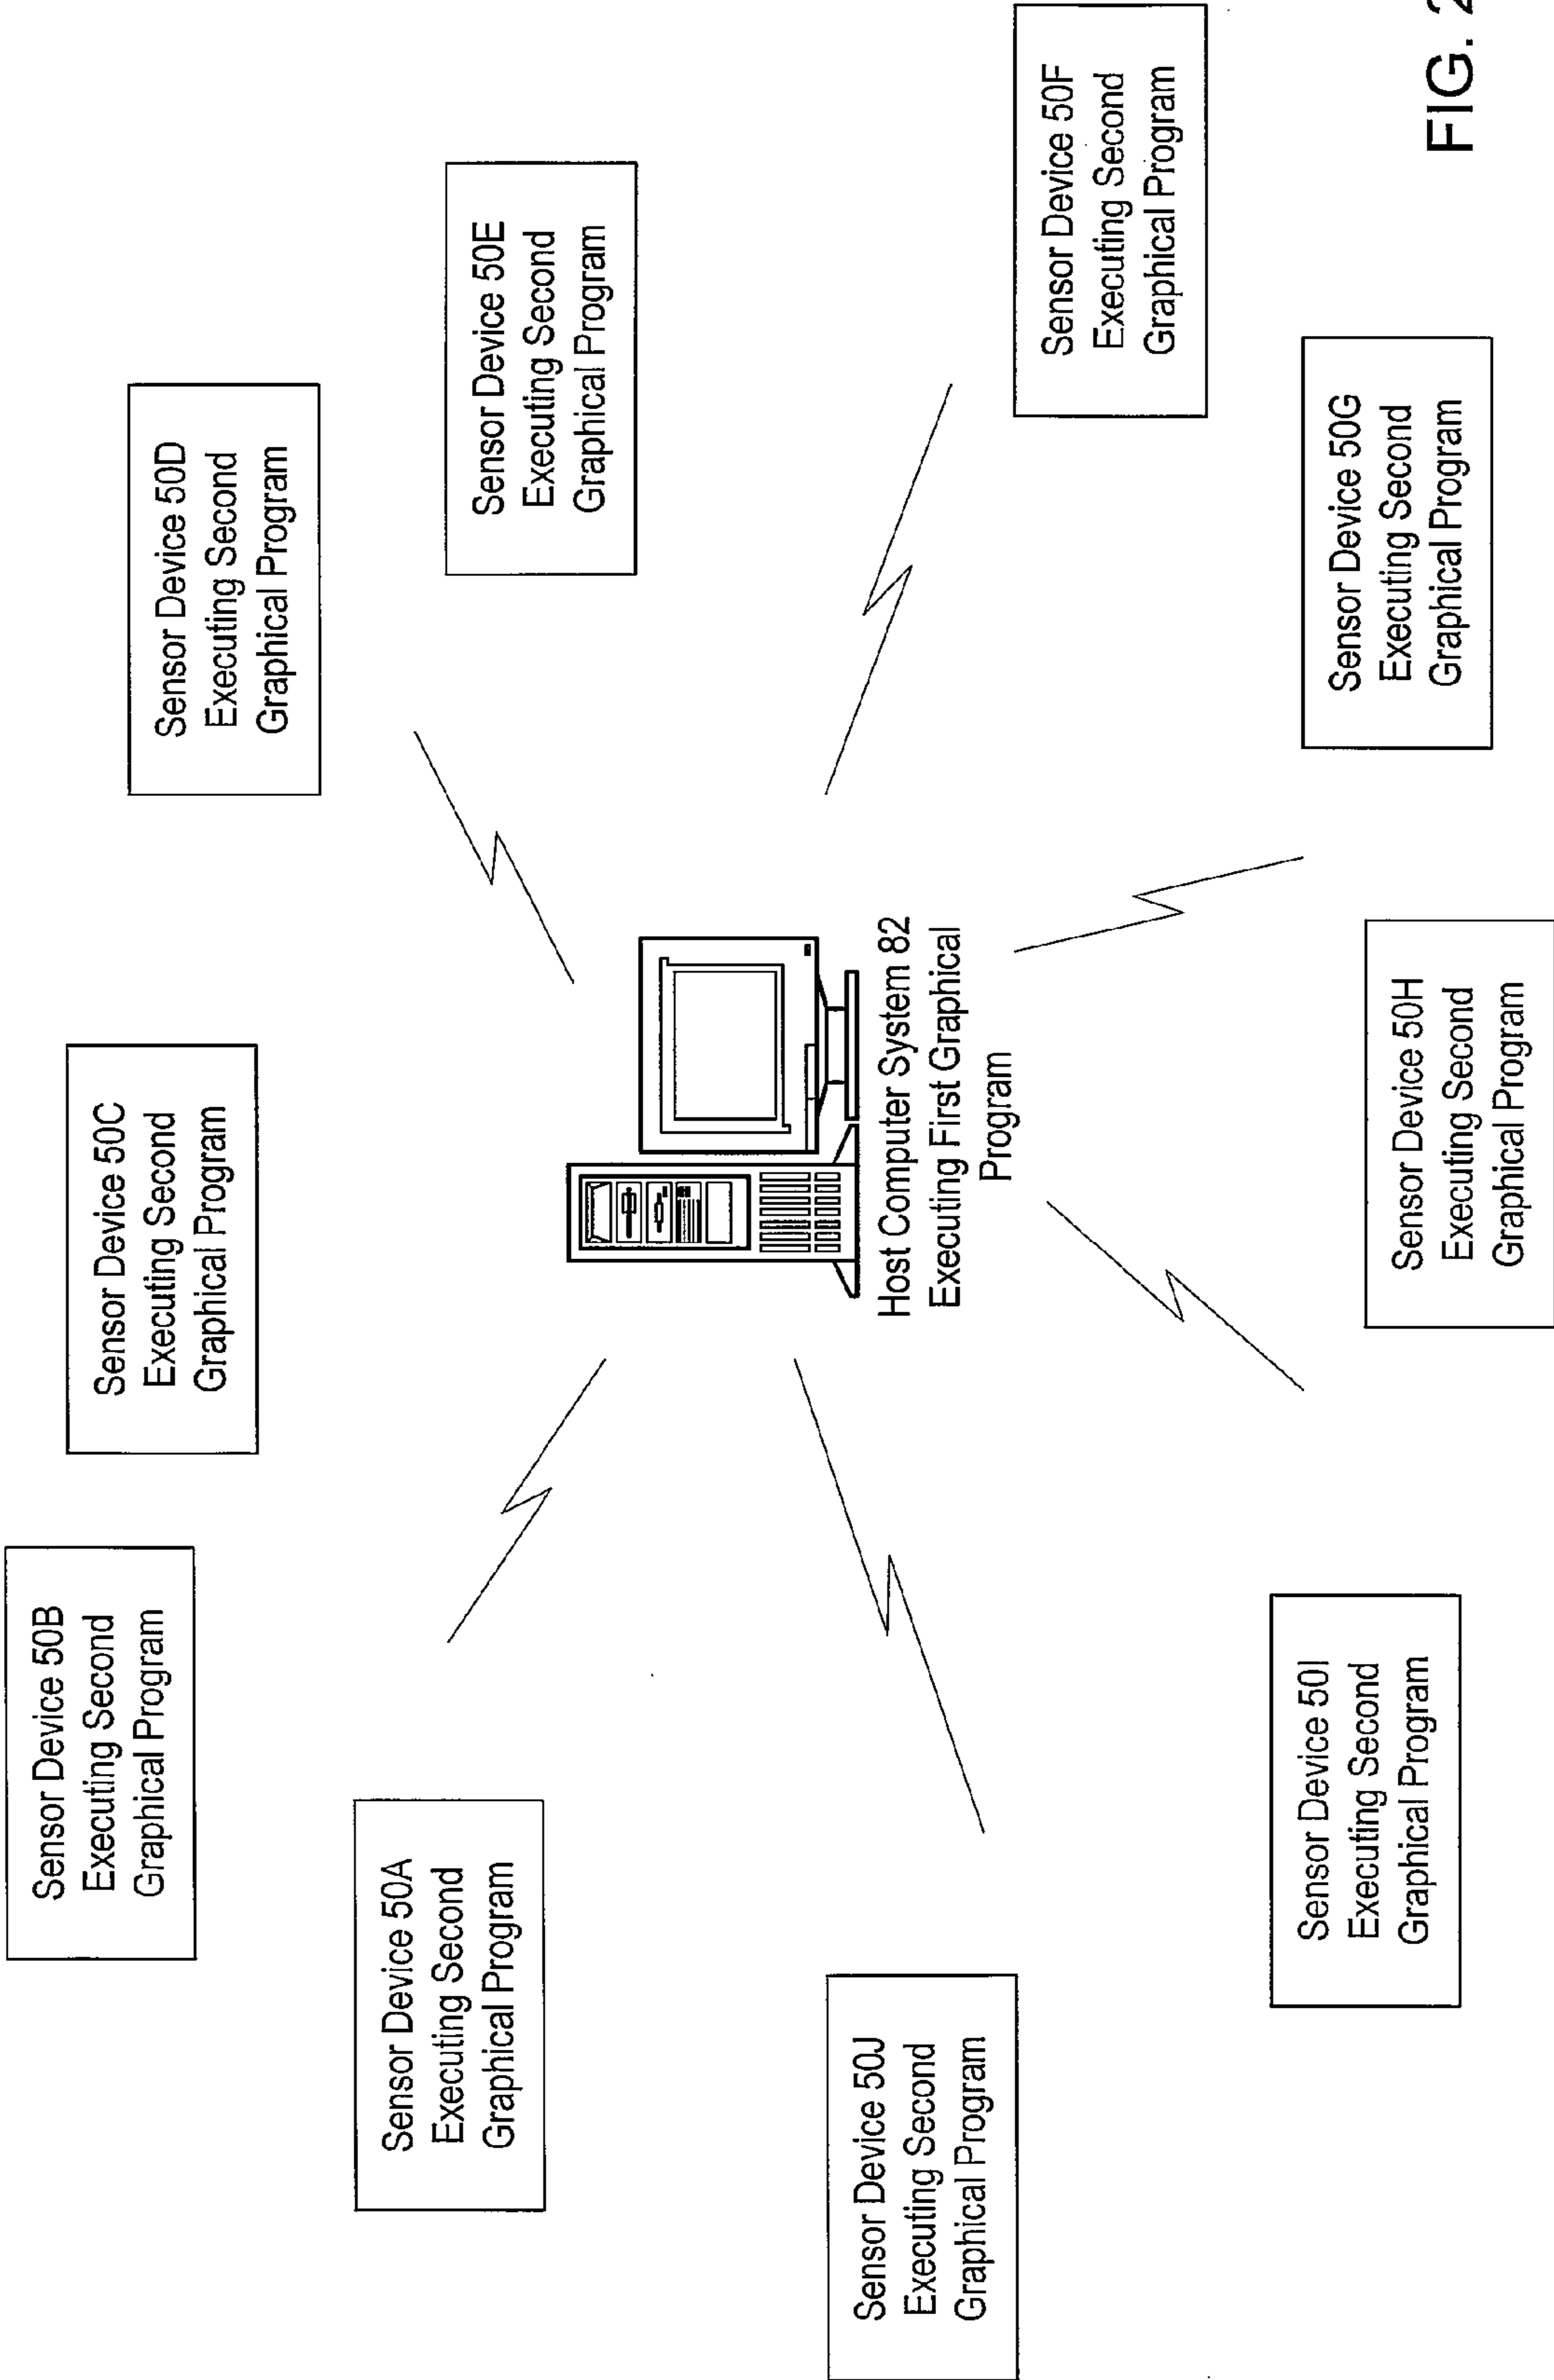 Sensor Device 50B
Executing Second
Graphical Program
Sensor Device 50C
Executing Second
Graphical Program
Sensor Device 50D
Executing Second
Graphical Program
Sensor Device 50A
Executing Second
Graphical Program
Sensor Device 50E
Executing Second
Graphical Program
Host Computer System 82
Executing First Graphical
Program
Sensor Device 50J
Executing Second
Graphical Program
Sensor Device 50F
Executing Second
Graphical Program
Sensor Device 50I
Executing Second
Graphical Program
Sensor Device 50G
Executing Second
Graphical Program
Sensor Device 50H
Executing Second
Graphical Program
FIG. 2